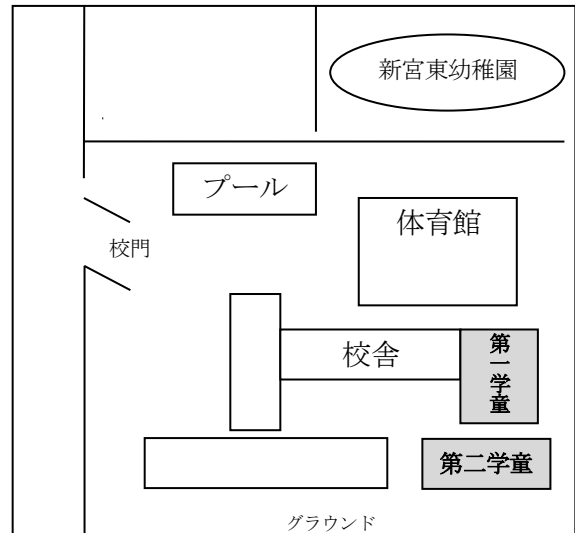 新宮東幼稚園
プール
体育館
校門
校舎
第一学童
第二学童
グラウンド